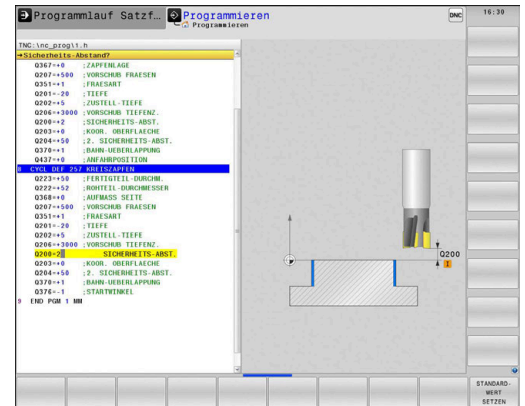 Programmlauf Satzf…
Programmieren
Programmieren
DNC
16:30
TNC:\nc_prog\1.h
→Sicherheits-Abstand?
Q367=+0 ;ZAPFENLAGE
Q207=+500 ;VORSCHUB FRAESEN
Q351=+1 ;FRAESART
Q201=-20 ;TIEFE
Q202=+5 ;ZUSTELL-TIEFE
Q206=+3000 ;VORSCHUB TIEFENZ.
Q200=+2 ;SICHERHEITS-ABST.
Q203=+0 ;KOOR. OBERFLAECHE
Q204=+50 ;2. SICHERHEITS-ABST.
Q370=+1 ;BAHN-UEBERLAPPUNG
Q437=+0 ;ANFAHRPOSITION
8 CYCL DEF 257 KREISZAPFEN
Q223=+50 ;FERTIGTEIL-DURCHM.
Q222=+52 ;ROHTEIL-DURCHMESSER
Q368=+0 ;AUFMASS SEITE
Q207=+500 ;VORSCHUB FRAESEN
Q351=+1 ;FRAESART
Q201=-20 ;TIEFE
Q202=+5 ;ZUSTELL-TIEFE
Q206=+3000 ;VORSCHUB TIEFENZ.
Q200=2 SICHERHEITS-ABST.
Q203=+0 ;KOOR. OBERFLAECHE
Q204=+50 ;2. SICHERHEITS-ABST.
Q370=+1 ;BAHN-UEBERLAPPUNG
Q376=-1 ;STARTWINKEL
9 END PGM 1 MM
Q200
I
STANDARD-
WERT
SETZEN